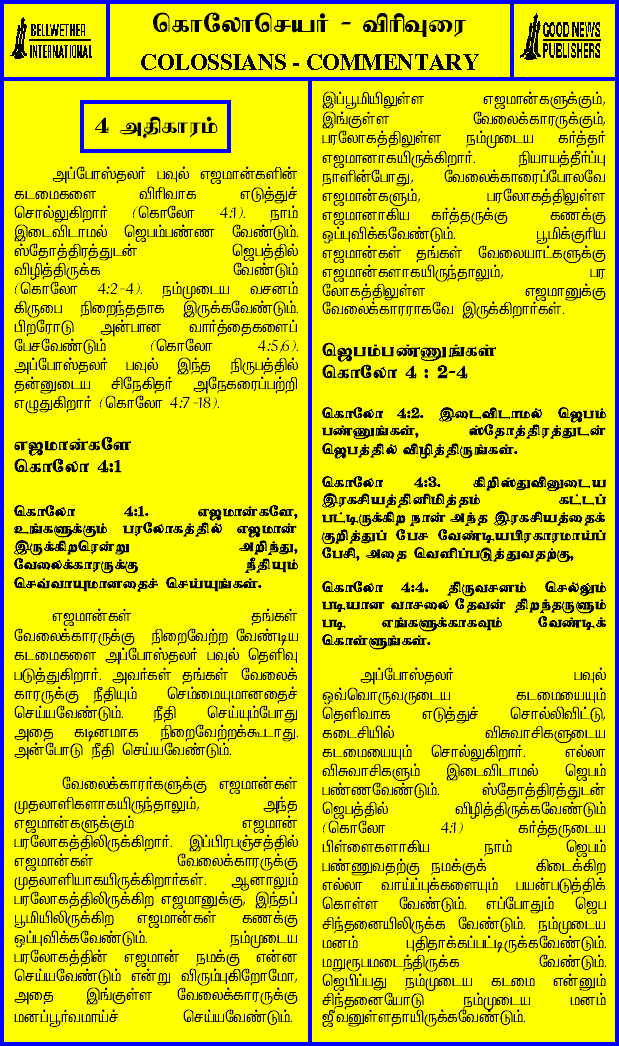 BELLWETHER
INTERNATIONAL
கொலோசெயர் - விரிவுரை
COLOSSIANS - COMMENTARY
GOOD NEWS
PUBLISHERS
4 அதிகாரம்
அப்போஸ்தலர் பவுல் எஜமான்களின்
கடமைகளை விரிவாக எடுத்துச்
சொல்லுகிறார் (கொலோ 4:1). நாம்
இடைவிடாமல் ஜெபம்பண்ண வேண்டும்.
ஸ்தோத்திரத்துடன் ஜெபத்தில்
விழித்திருக்க வேண்டும்
(கொலோ 4:2-4). நம்முடைய வசனம்
கிருபை நிறைந்ததாக இருக்கவேண்டும்.
பிறரோடு அன்பான வார்த்தைகளைப்
பேசவேண்டும் (கொலோ 4:5,6).
அப்போஸ்தலர் பவுல் இந்த நிருபத்தில்
தன்னுடைய சிநேகிதர் அநேகரைப்பற்றி
எழுதுகிறார் (கொலோ 4:7-18).
எஜமான்களே
கொலோ 4:1
கொலோ 4:1. எஜமான்களே,
உங்களுக்கும் பரலோகத்தில் எஜமான்
இருக்கிறரென்று அறிந்து,
வேலைக்காரருக்கு நீதியும்
செவ்வாயுமானதைச் செய்யுங்கள்.
எஜமான்கள் தங்கள்
வேலைக்காரருக்கு நிறைவேற்ற வேண்டிய
கடமைகளை அப்போஸ்தலர் பவுல் தெளிவு
படுத்துகிறார். அவர்கள் தங்கள் வேலைக்
காரருக்கு நீதியும் செம்மையுமானதைச்
செய்யவேண்டும். நீதி செய்யும்போது
அதை கடினமாக நிறைவேற்றக்கூடாது.
அன்போடு நீதி செய்யவேண்டும்.
வேலைக்காரர்களுக்கு எஜமான்கள்
முதலாளிகளாகயிருந்தாலும், அந்த
எஜமான்களுக்கும் எஜமான்
பரலோகத்திலிருக்கிறார். இப்பிரபஞ்சத்தில்
எஜமான்கள் வேலைக்காரருக்கு
முதலாளியாகயிருக்கிறார்கள். ஆனாலும்
பரலோகத்திலிருக்கிற எஜமானுக்கு, இந்தப்
பூமியிலிருக்கிற எஜமான்கள் கணக்கு
ஒப்புவிக்கவேண்டும். நம்முடைய
பரலோகத்தின் எஜமான் நமக்கு என்ன
செய்யவேண்டும் என்று விரும்புகிறோமோ,
அதை இங்குள்ள வேலைக்காரருக்கு
மனப்பூர்வமாய்ச் செய்யவேண்டும்.
இப்பூமியிலுள்ள எஜமான்களுக்கும்,
இங்குள்ள வேலைக்காரருக்கும்,
பரலோகத்திலுள்ள நம்முடைய கர்த்தர்
எஜமானாகயிருக்கிறார். நியாயத்தீர்ப்பு
நாளின்போது, வேலைக்காரரைப்போலவே
எஜமான்களும், பரலோகத்திலுள்ள
எஜமானாகிய கர்த்தருக்கு கணக்கு
ஒப்புவிக்கவேண்டும். பூமிக்குரிய
எஜமான்கள் தங்கள் வேலையாட்களுக்கு
எஜமான்களாகயிருந்தாலும், பர
லோகத்திலுள்ள எஜமானுக்கு
வேலைக்காரராகவே இருக்கிறார்கள்.
ஜெபம்பண்ணுங்கள்
கொலோ 4 : 2-4
கொலோ 4:2. இடைவிடாமல் ஜெபம்
பண்ணுங்கள், ஸ்தோத்திரத்துடன்
ஜெபத்தில் விழித்திருங்கள்.
கொலோ 4:3. கிறிஸ்துவினுடைய
இரகசியத்தினிமித்தம் கட்டப்
பட்டிருக்கிற நான் அந்த இரகசியத்தைக்
குறித்துப் பேச வேண்டியபிரகாரமாய்ப்
பேசி, அதை வெளிப்படுத்துவதற்கு,
கொலோ 4:4. திருவசனம் செல்லும்
படியான வாசலை தேவன் திறந்தருளும்
படி எங்களுக்காகவும் வேண்டிக்
கொள்ளுங்கள்.
அப்போஸ்தலர் பவுல்
ஒவ்வொருவருடைய கடமையையும்
தெளிவாக எடுத்துச் சொல்லிவிட்டு,
கடைசியில் விசுவாசிகளுடைய
கடமையையும் சொல்லுகிறார். எல்லா
விசுவாசிகளும் இடைவிடாமல் ஜெபம்
பண்ணவேண்டும். ஸ்தோத்திரத்துடன்
ஜெபத்தில் விழித்திருக்கவேண்டும்
(கொலோ 4:1) கர்த்தருடைய
பிள்ளைகளாகிய நாம் ஜெபம்
பண்ணுவதற்கு நமக்குக் கிடைக்கிற
எல்லா வாய்ப்புக்களையும் பயன்படுத்திக்
கொள்ள வேண்டும். எப்போதும் ஜெப
சிந்தனையிலிருக்க வேண்டும். நம்முடைய
மனம் புதிதாக்கப்பட்டிருக்கவேண்டும்.
மறுரூபமடைந்திருக்க வேண்டும்.
ஜெபிப்பது நம்முடைய கடமை என்னும்
சிந்தனையோடு நம்முடைய மனம்
ஜீவனுள்ளதாயிருக்கவேண்டும்.